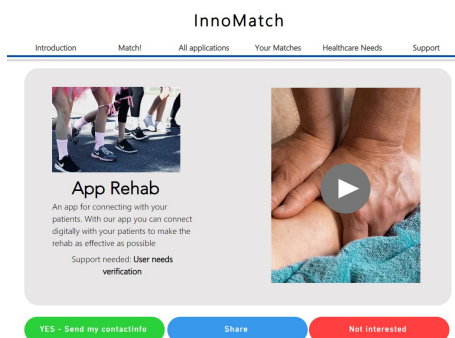 InnoMatch
Introduction Match! All applications Your Matches Healthcare Needs Support
App Rehab
An app for connecting with your
patients. With our app you can connect
digitally with your patients to make the
rehab as effective as possible
Support needed: User needs
verification
YES - Send my contactinfo Share Not interested